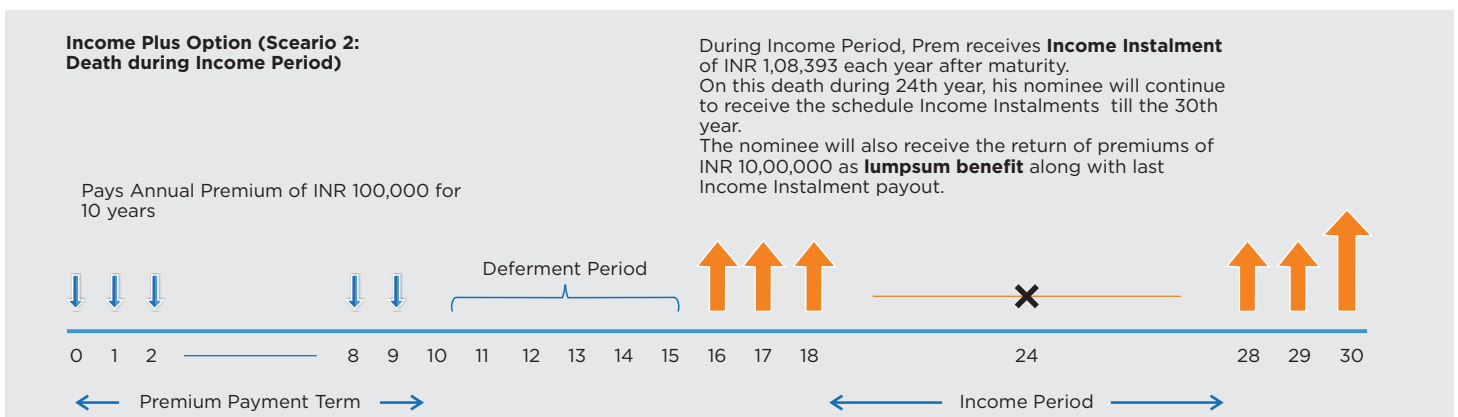 Income Plus Option (Sceario 2:
Death during Income Period)
During Income Period, Prem receives Income Instalment
of INR 1,08,393 each year after maturity.
On this death during 24th year, his nominee will continue
to receive the schedule Income Instalments till the 30th
year.
The nominee will also receive the return of premiums of
INR 10,00,000 as lumpsum benefit along with last
Income Instalment payout.
Pays Annual Premium of INR 100,000 for
10 years
Deferment Period
0 1 2 8 9 10 11 12 13 14 15 16 17 18 24 28 29 30
Premium Payment Term Income Period